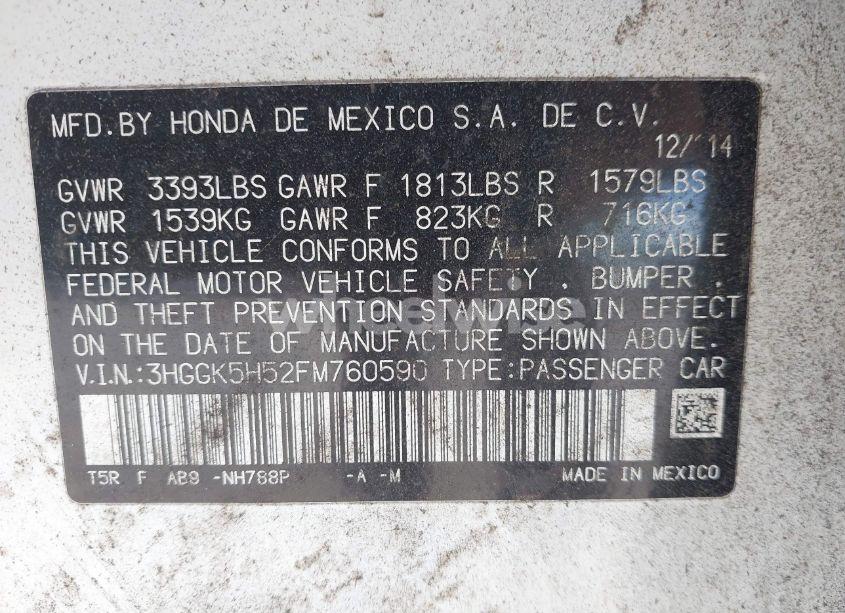 MFD.BY HONDA DE MEXICO S.A. DE C.V.
12/'14
GVWR 3393LBS GAWR F 1813LBS R 1579LBS
GVWR 1539KG GAWR F 823KG R 716KG
THIS VEHICLE CONFORMS TO ALL APPLICABLE
FEDERAL MOTOR VEHICLE SAFETY . BUMPER .
AND THEFT PREVENTION STANDARDS IN EFFECT
ON THE DATE OF MANUFACTURE SHOWN ABOVE.
wheelwise
V.I.N.:3HGGK5H52FM760590 TYPE:PASSENGER CAR
T5R F AB9 -NH788P -A -M MADE IN MEXICO